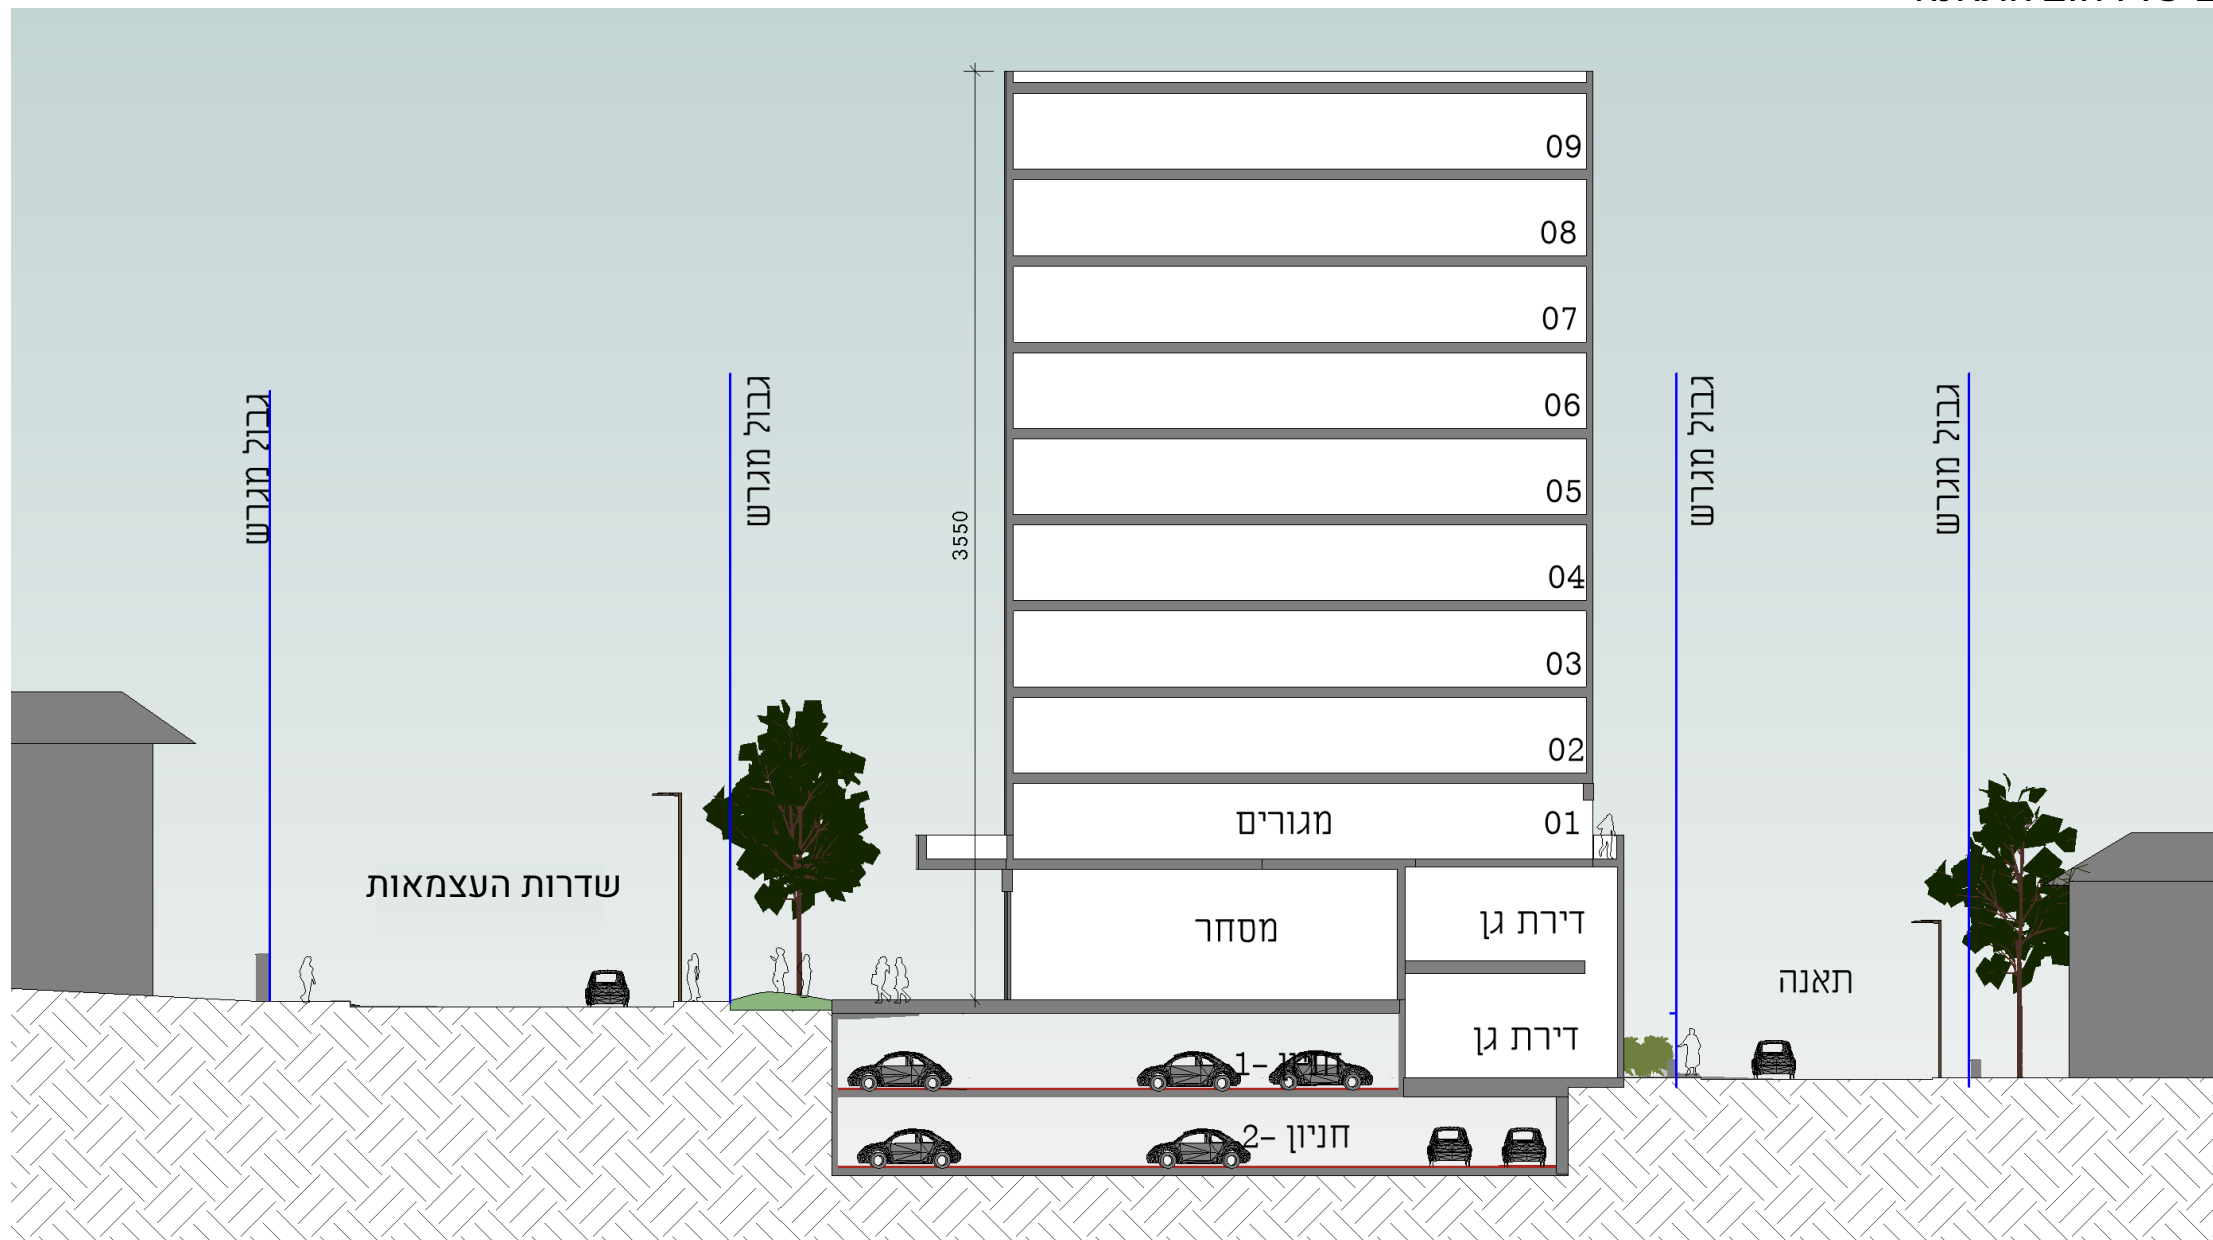 09
08
07
06
05
04
03
02
01
מגורים
3550
גבול מגרש
גבול מגרש
גבול מגרש
גבול מגרש
שדרות העצמאות
מסחר
דירת גן
דירת גן
תאנה
-1
חניון -2